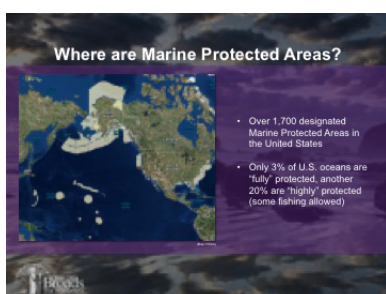 Where are Marine Protected Areas?
• Over 1,700 designated
Marine Protected Areas in
the United States
• Only 3% of U.S. oceans are
"fully" protected, another
20% are "highly" protected
(some fishing allowed)
Broads